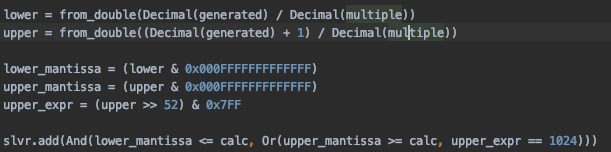 lower = from_double(Decimal(generated) / Decimal(multiple))
upper = from_double((Decimal(generated) + 1) / Decimal(multiple))
lower_mantissa = (lower & 0x000FFFFFFFFFFFFF)
upper_mantissa = (upper & 0x000FFFFFFFFFFFFF)
upper_expr = (upper >> 52) & 0x7FF
slvr.add(And(lower_mantissa <= calc, Or(upper_mantissa >= calc, upper_expr == 1024)))